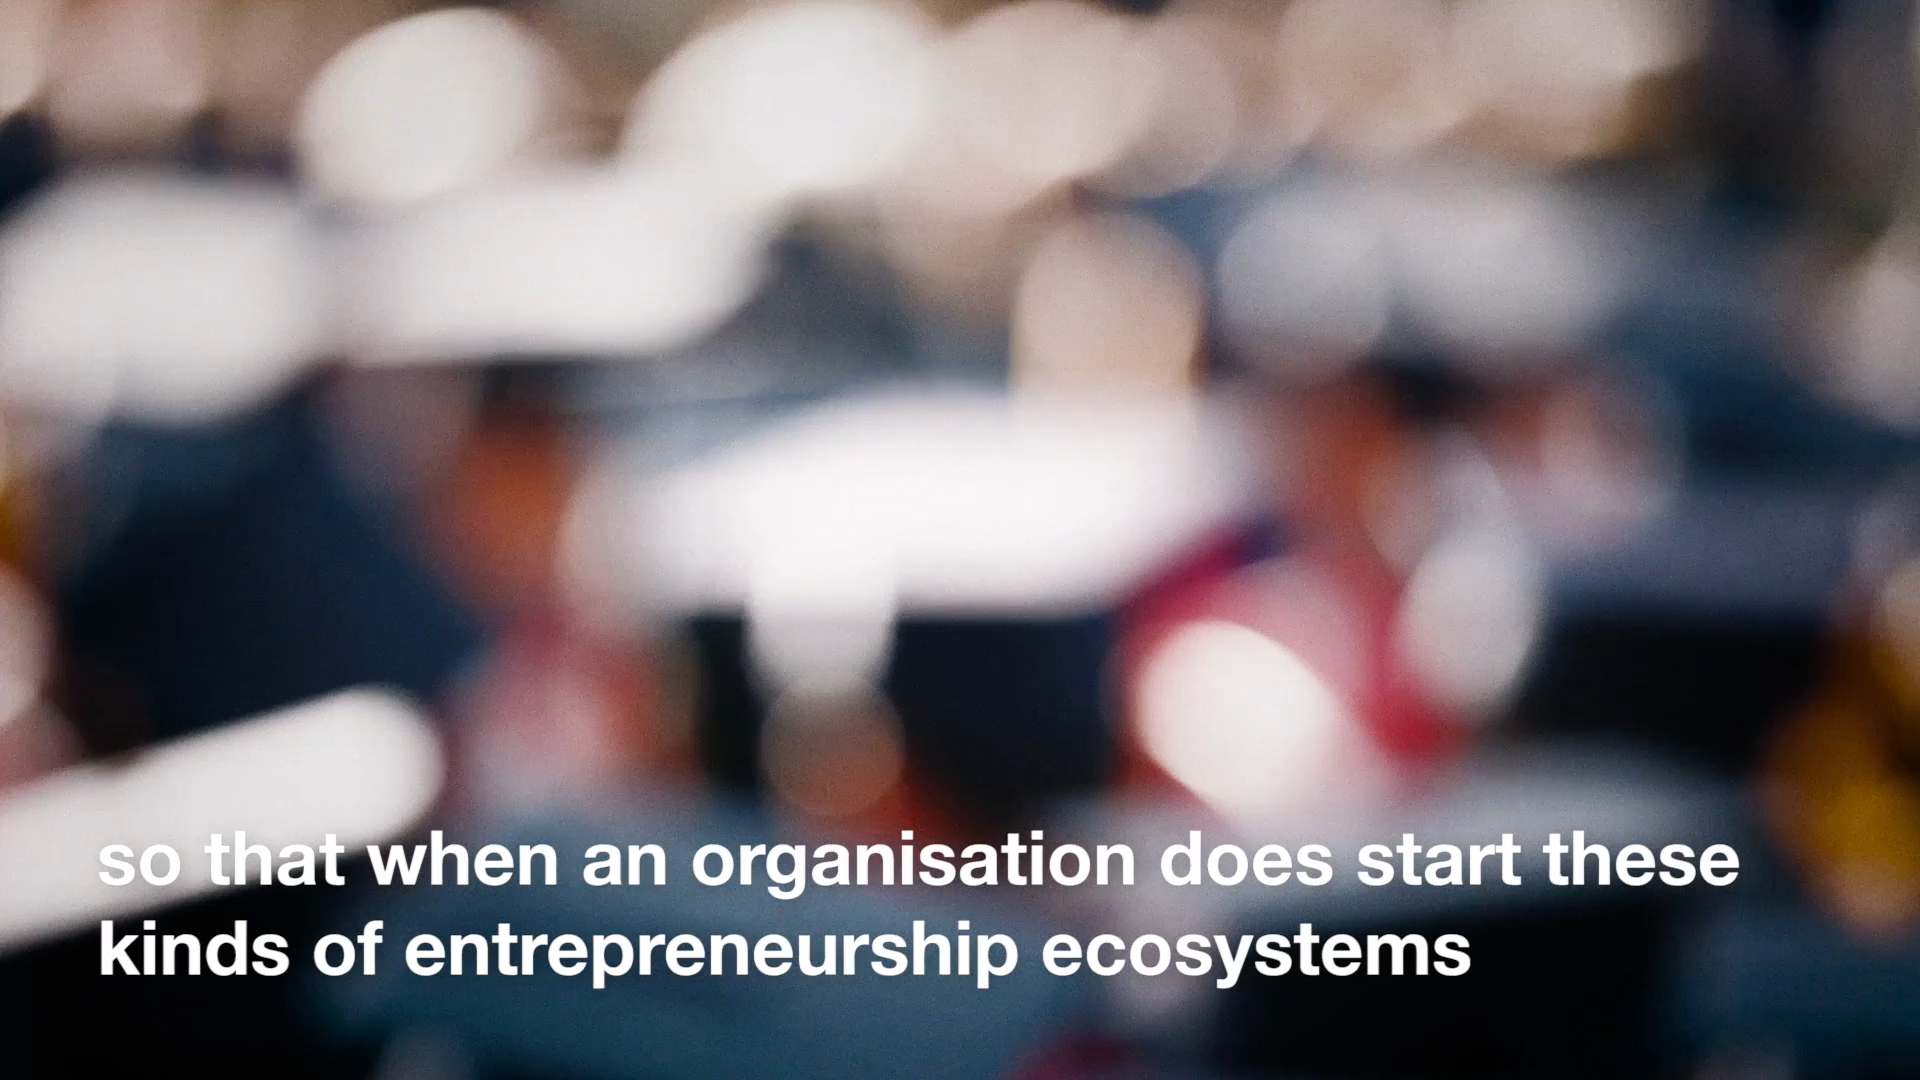 so that when an organisation does start these
kinds of entrepreneurship ecosystems